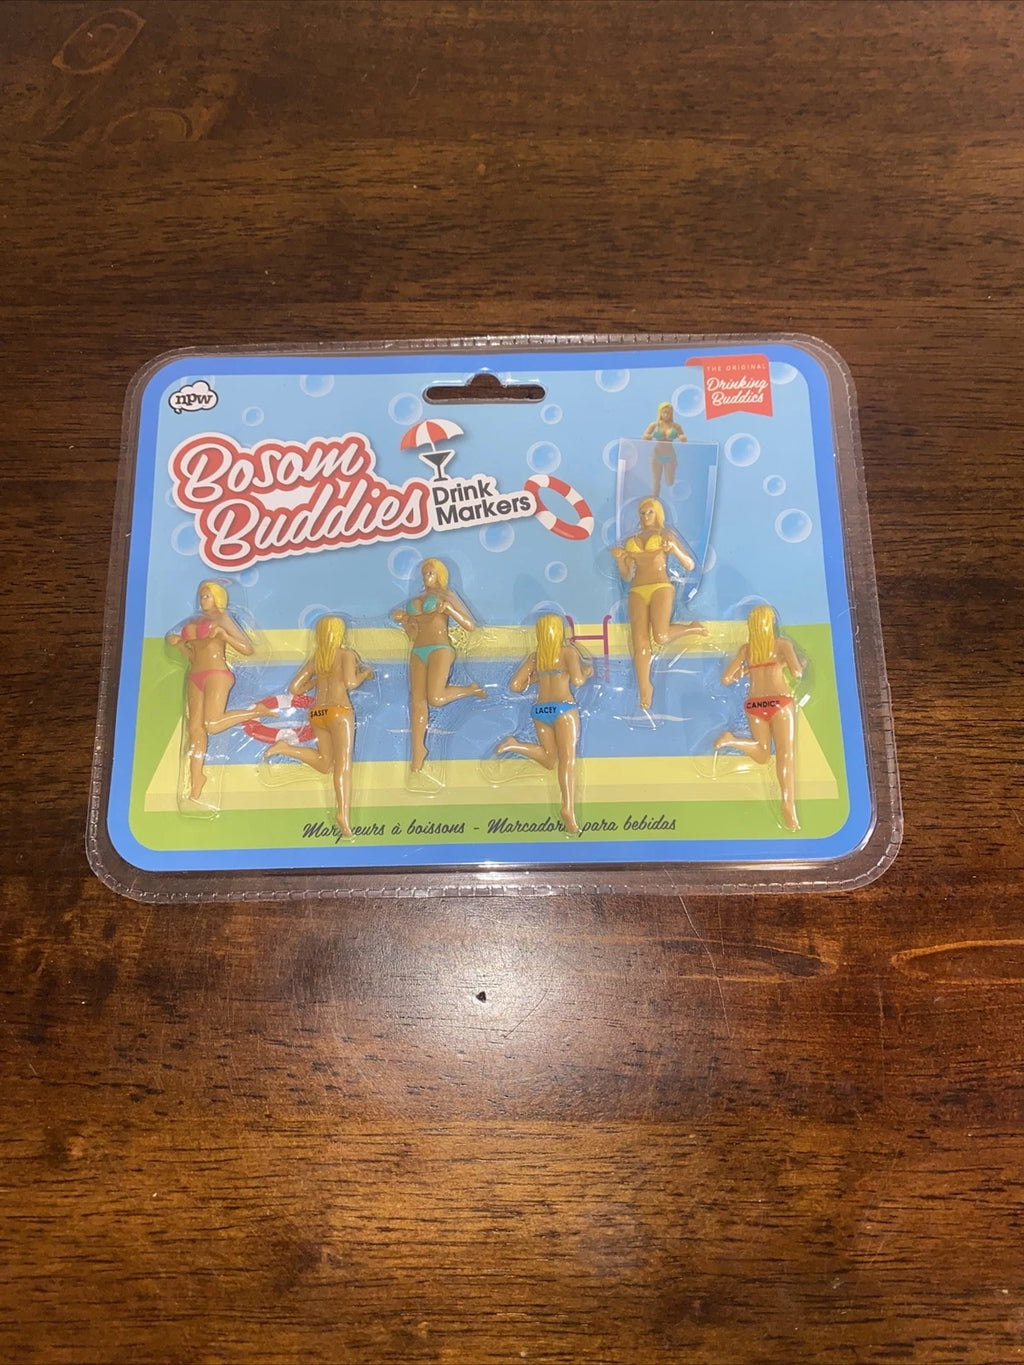 npw
THE ORIGINAL
Drinking
Buddies
Bosom
Buddies
Drink
Markers
SASSY
LACEY
CANDICE
Marqueurs à boissons - Marcadores para bebidas